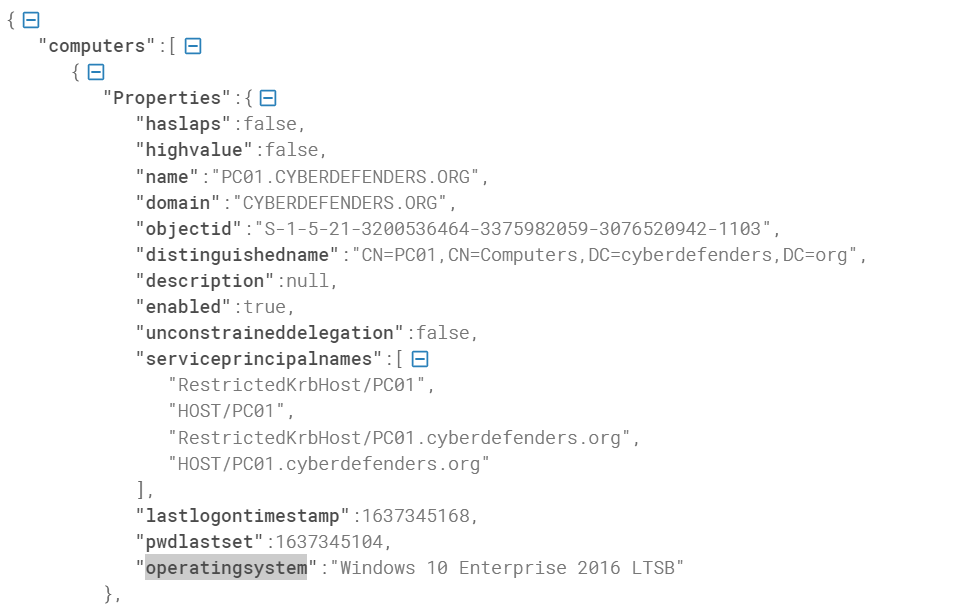 {
"computers":[
{
"Properties":{
"haslaps":false,
"highvalue":false,
"name":"PC01.CYBERDEFENDERS.ORG",
"domain":"CYBERDEFENDERS.ORG",
"objectid":"S-1-5-21-3200536464-3375982059-3076520942-1103",
"distinguishedname":"CN=PC01,CN=Computers,DC=cyberdefenders,DC=org",
"description":null,
"enabled":true,
"unconstraineddelegation":false,
"serviceprincipalnames":[
"RestrictedKrbHost/PC01",
"HOST/PC01",
"RestrictedKrbHost/PC01.cyberdefenders.org",
"HOST/PC01.cyberdefenders.org"
],
"lastlogontimestamp":1637345168,
"pwdlastset":1637345104,
"operatingsystem":"Windows 10 Enterprise 2016 LTSB"
},